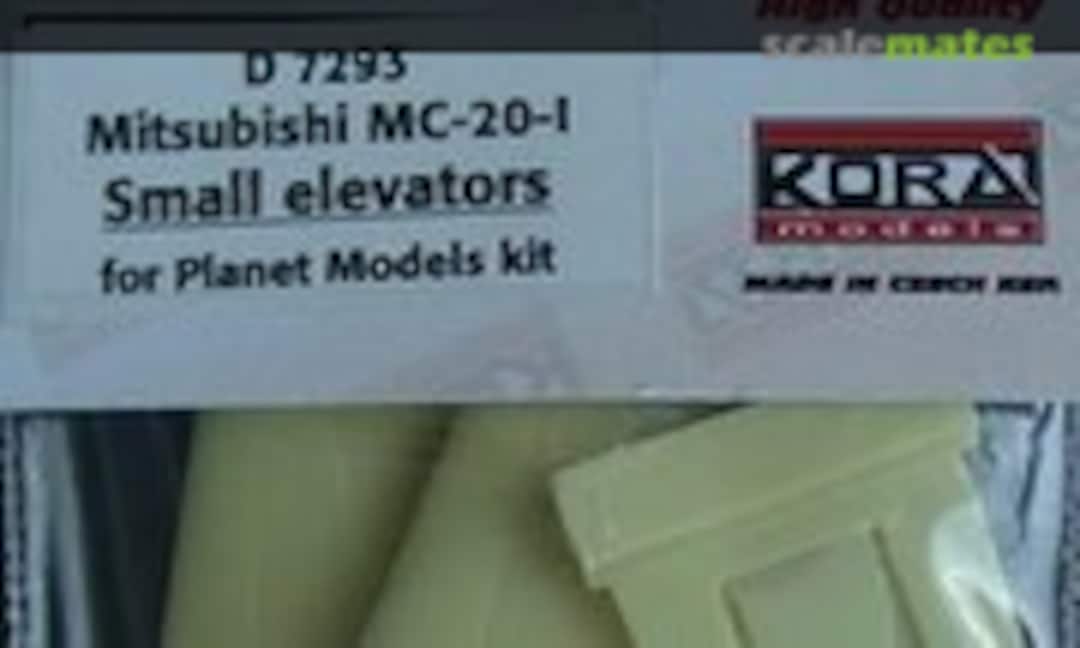 High Quality
scalemates
D 7293
Mitsubishi MC-20-I
Small elevators
for Planet Models kit
KORA
models
MADE IN CZECH REP.